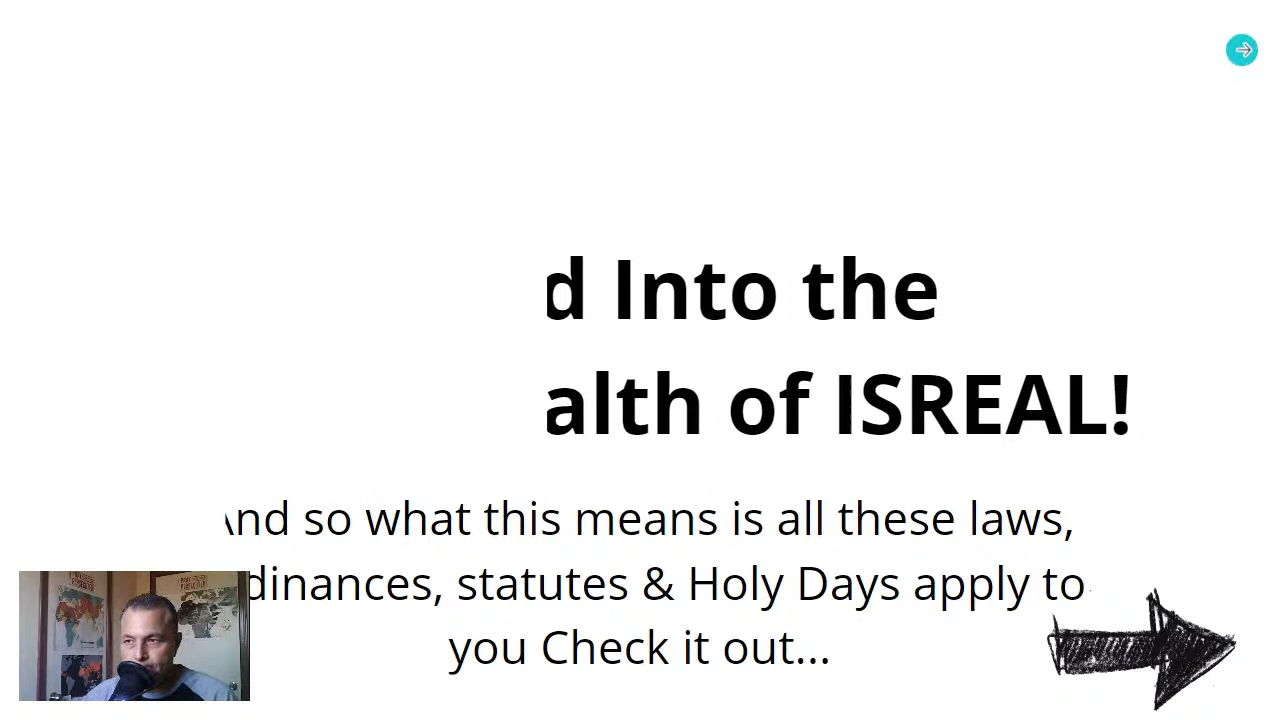 d Into the
alth of ISREAL!
And so what this means is all these laws,
dinances, statutes & Holy Days apply to
you Check it out...